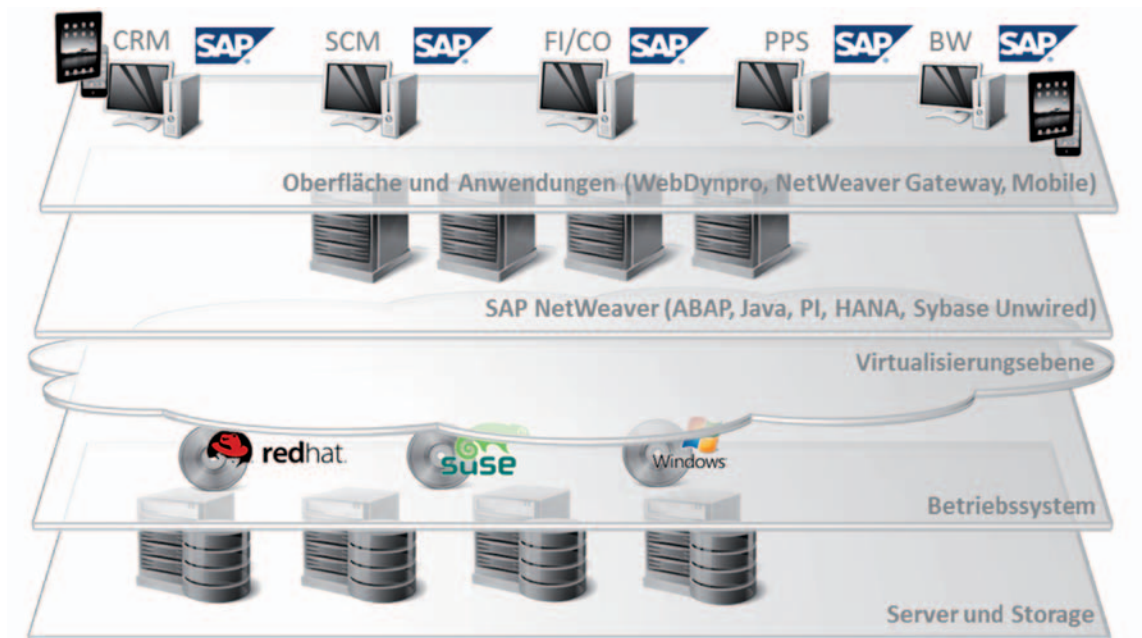 CRM SAP SCM SAP FI/CO SAP PPS SAP BW SAP
Oberfläche und Anwendungen (WebDynpro, NetWeaver Gateway, Mobile)
SAP NetWeaver (ABAP, Java, PI, HANA, Sybase Unwired)
Virtualisierungsebene
redhat. suse Windows
Betriebssystem
Server und Storage